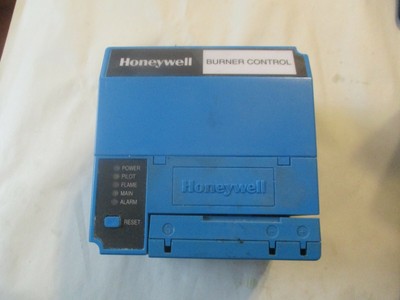 Honeywell BURNER CONTROL
POWER
PILOT
FLAME
MAIN
ALARM
RESET
Honeywell